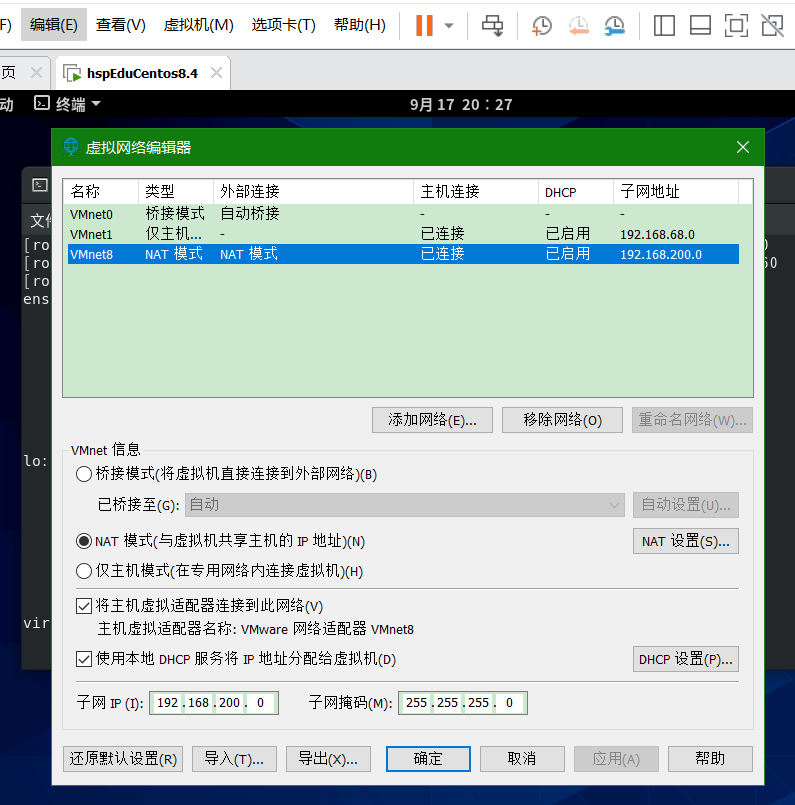 F) 编辑(E) 查看(V) 虚拟机(M) 选项卡(T) 帮助(H)
页 hspEduCentos8.4
动 终端 9月 17 20：27
虚拟网络编辑器
名称 类型 外部连接 主机连接 DHCP 子网地址
VMnet0 桥接模式 自动桥接 - - -
VMnet1 仅主机... - 已连接 已启用 192.168.68.0
VMnet8 NAT 模式 NAT 模式 已连接 已启用 192.168.200.0
文件
[ro 0
[ro 60
[ro
ens
添加网络(E)... 移除网络(O) 重命名网络(W)...
VMnet 信息
lo:
桥接模式(将虚拟机直接连接到外部网络)(B)
已桥接至(G): 自动 自动设置(U)...
NAT 模式(与虚拟机共享主机的 IP 地址)(N) NAT 设置(S)...
仅主机模式(在专用网络内连接虚拟机)(H)
将主机虚拟适配器连接到此网络(V)
vir
主机虚拟适配器名称: VMware 网络适配器 VMnet8
使用本地 DHCP 服务将 IP 地址分配给虚拟机(D) DHCP 设置(P)...
子网 IP (I): 192 . 168 . 200 . 0 子网掩码(M): 255 . 255 . 255 . 0
还原默认设置(R) 导入(T)... 导出(X)... 确定 取消 应用(A) 帮助